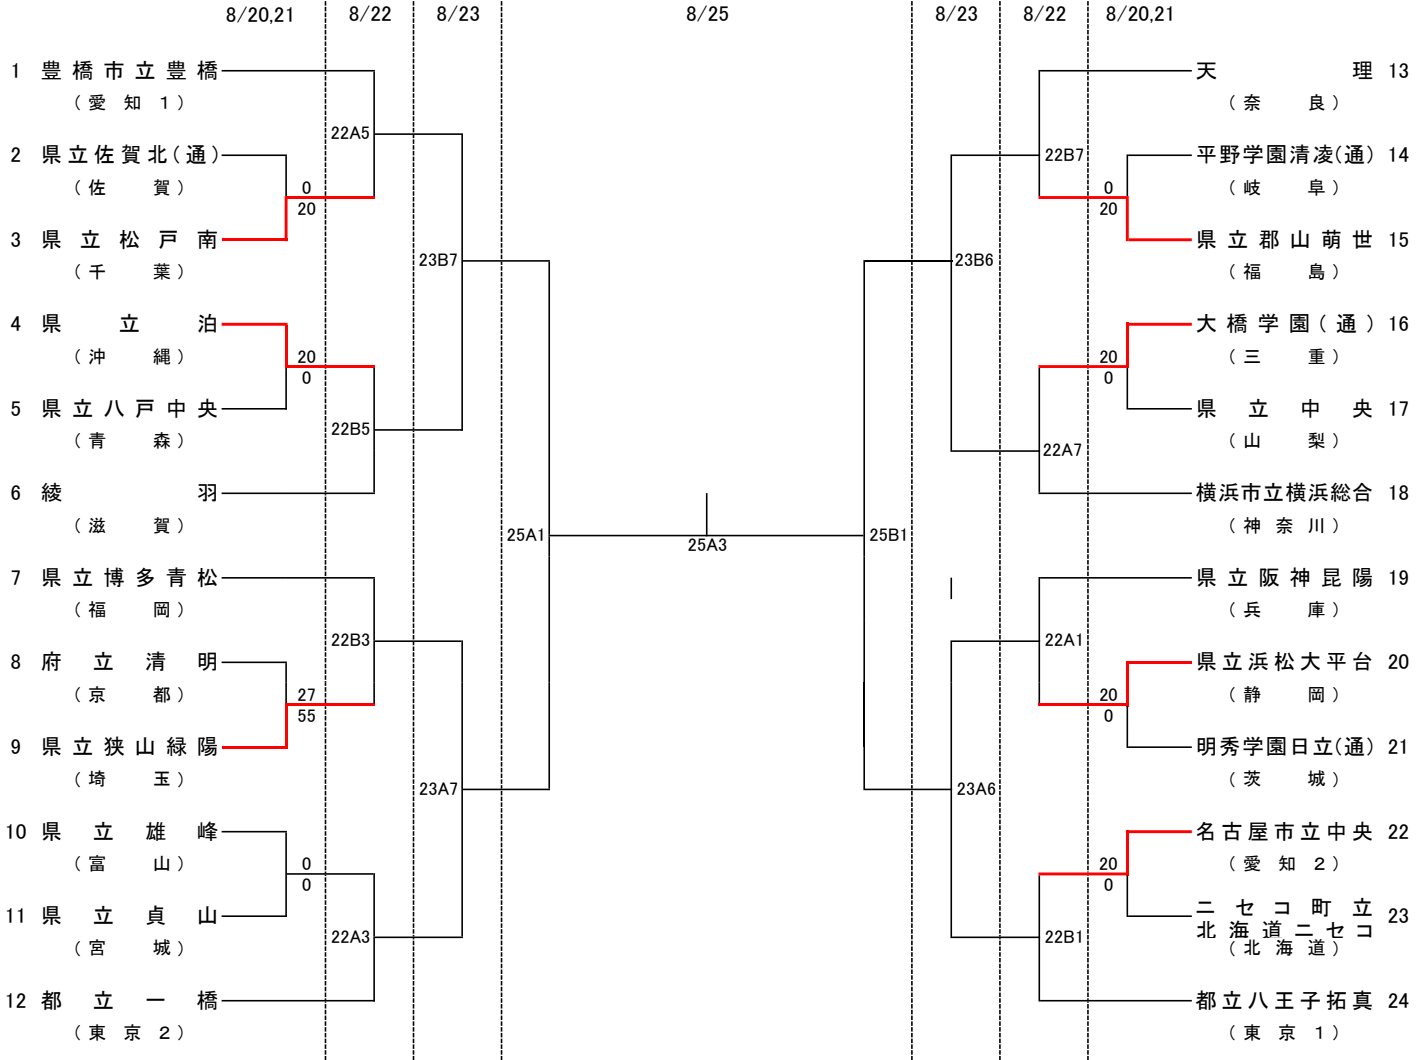 8/20,21 8/22 8/23 8/25 8/23 8/22 8/20,21
1 豊橋市立豊橋
(愛知1)
2 県立佐賀北(通)
(佐賀)
3 県立松戸南
(千葉)
4 県立泊
(沖縄)
5 県立八戸中央
(青森)
6 綾羽
(滋賀)
7 県立博多青松
(福岡)
8 府立清明
(京都)
9 県立狭山緑陽
(埼玉)
10 県立雄峰
(富山)
11 県立貞山
(宮城)
12 都立一橋
(東京2)
0
20
20
0
27
55
0
0
22A5
22B5
22B3
22A3
23B7
23A7
25A1
25A3
25B1
23B6
23A6
22B7
22A7
22A1
22B1
0
20
20
0
20
0
20
0
天理 13
(奈良)
平野学園清凌(通) 14
(岐阜)
県立郡山萌世 15
(福島)
大橋学園(通) 16
(三重)
県立中央 17
(山梨)
横浜市立横浜総合 18
(神奈川)
県立阪神昆陽 19
(兵庫)
県立浜松大平台 20
(静岡)
明秀学園日立(通) 21
(茨城)
名古屋市立中央 22
(愛知2)
ニセコ町立
北海道ニセコ 23
(北海道)
都立八王子拓真 24
(東京1)